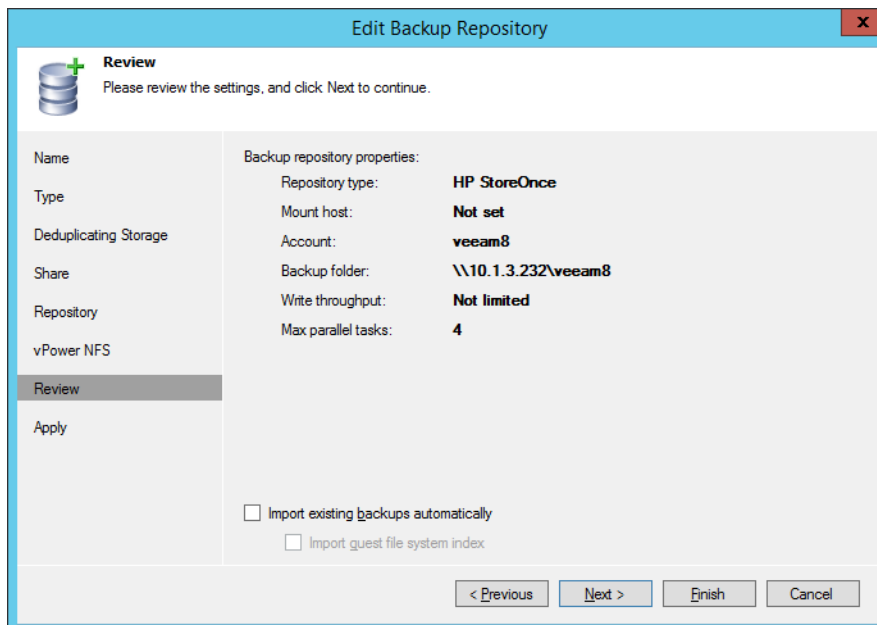 Edit Backup Repository
x
Review
Please review the settings, and click Next to continue.
Name
Type
Deduplicating Storage
Share
Repository
vPower NFS
Review
Apply
Backup repository properties:
Repository type: HP StoreOnce
Mount host: Not set
Account: veeam8
Backup folder: \\10.1.3.232\veeam8
Write throughput: Not limited
Max parallel tasks: 4
Import existing backups automatically
Import guest file system index
< Previous Next > Finish Cancel